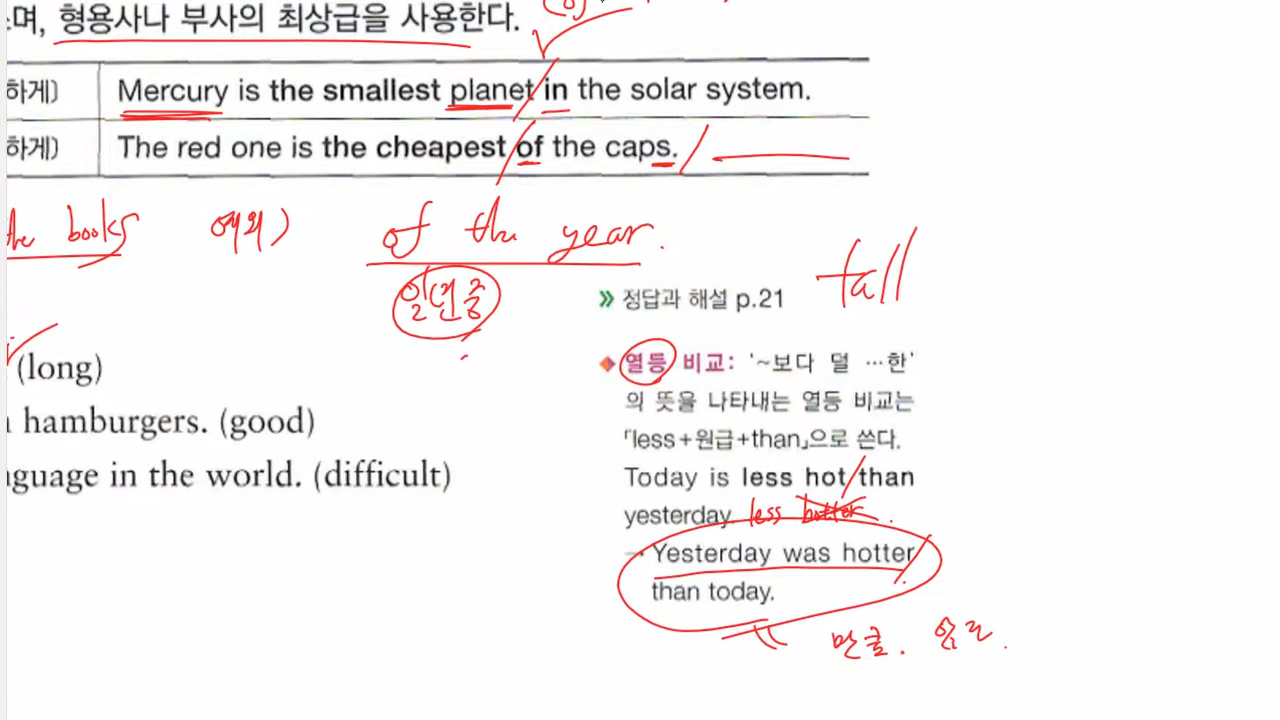 며, 형용사나 부사의 최상급을 사용한다.
하게) Mercury is the smallest planet in the solar system.
하게) The red one is the cheapest of the caps.
the books 예외) of the year.
일년중
» 정답과 해설 p.21
tall
(long)
hamburgers. (good)
nguage in the world. (difficult)
열등 비교: '~보다 덜 …한'
의 뜻을 나타내는 열등 비교는
「less+원급+than」으로 쓴다.
Today is less hot than
yesterday. less hotter
→ Yesterday was hotter
than today.